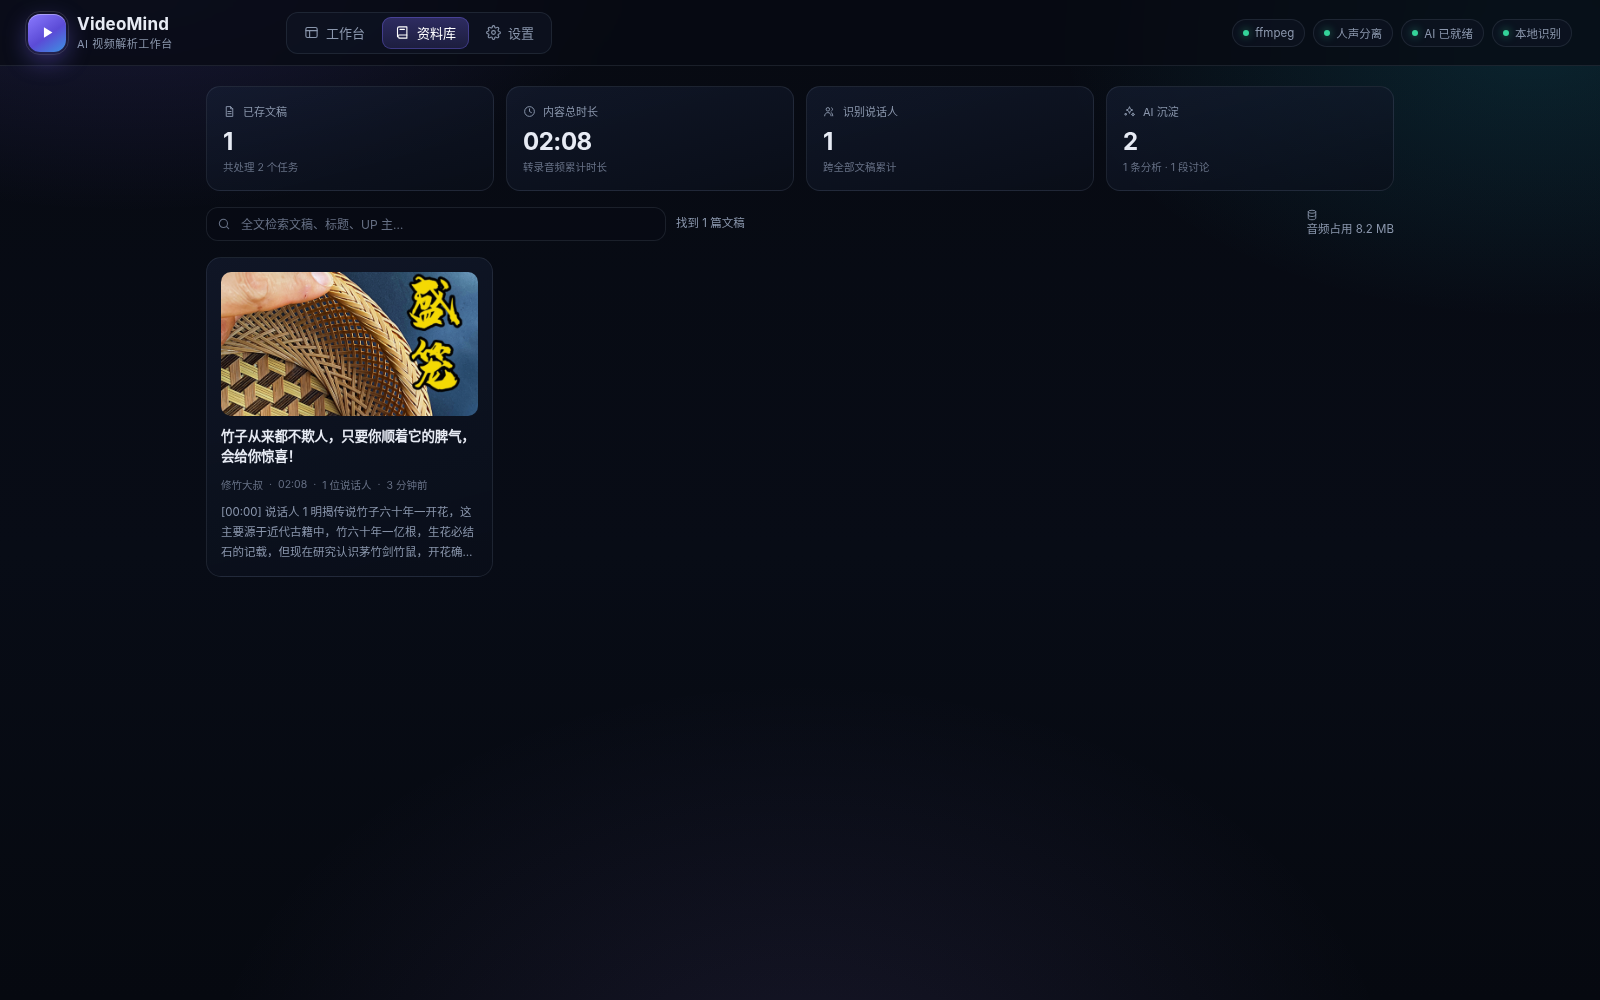 VideoMind
AI 视频解析工作台
工作台
资料库
设置
ffmpeg
人声分离
AI 已就绪
本地识别
已存文稿
1
共处理 2 个任务
内容总时长
02:08
转录音频累计时长
识别说话人
1
跨全部文稿累计
AI 沉淀
2
1 条分析 · 1 段讨论
全文检索文稿、标题、UP 主...
找到 1 篇文稿
音频占用 8.2 MB
盛
笼
竹子从来都不欺人，只要你顺着它的脾气，
会给你惊喜！
修竹大叔 · 02:08 · 1 位说话人 · 3 分钟前
[00:00] 说话人 1 明揭传说竹子六十年一开花，这
主要源于近代古籍中，竹六十年一亿根，生花必结
石的记载，但现在研究认识茅竹剑竹鼠，开花确...